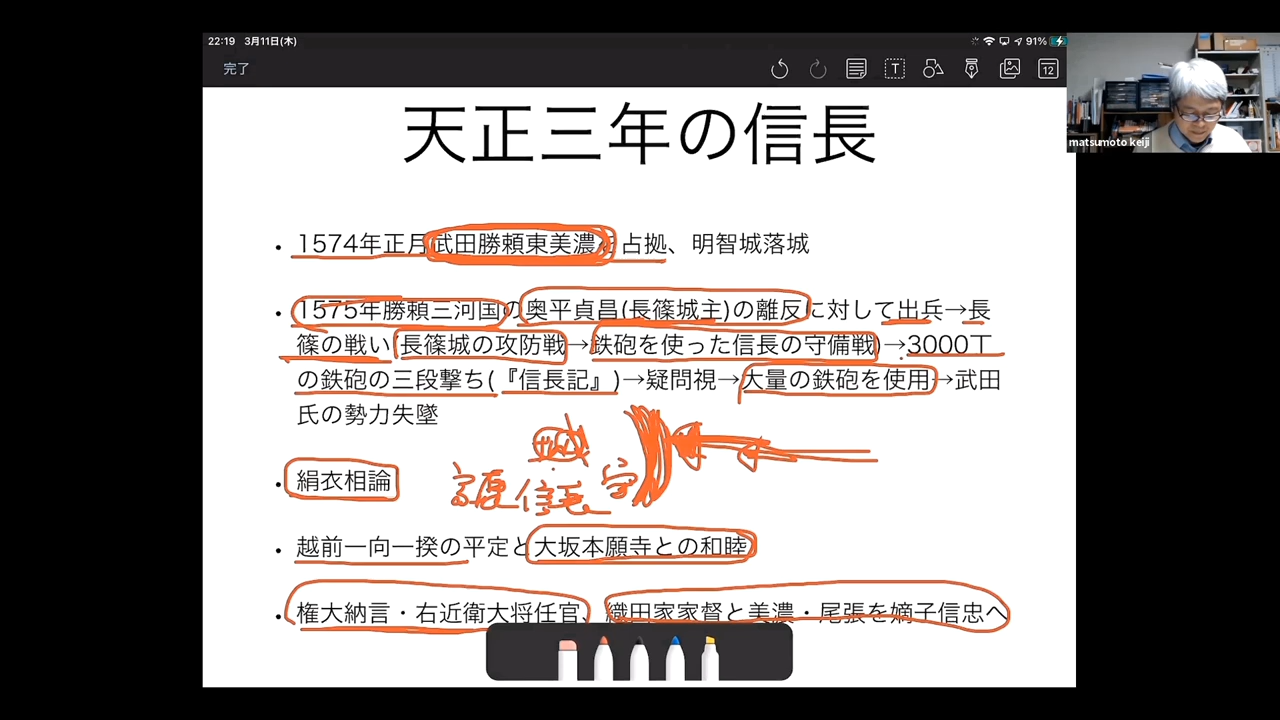 22:19 3月11日(木)
91%
完了
T
12
matsumoto keiji
天正三年の信長
・1574年正月武田勝頼東美濃を占拠、明智城落城
・1575年勝頼三河国の奥平貞昌(長篠城主)の離反に対して出兵→長
篠の戦い(長篠城の攻防戦→鉄砲を使った信長の守備戦)→3000丁
の鉄砲の三段撃ち(『信長記』)→疑問視→大量の鉄砲を使用→武田
氏の勢力失墜
・絹衣相論
信長 守
・越前一向一揆の平定と大坂本願寺との和睦
・権大納言・右近衛大将任官、織田家家督と美濃・尾張を嫡子信忠へ